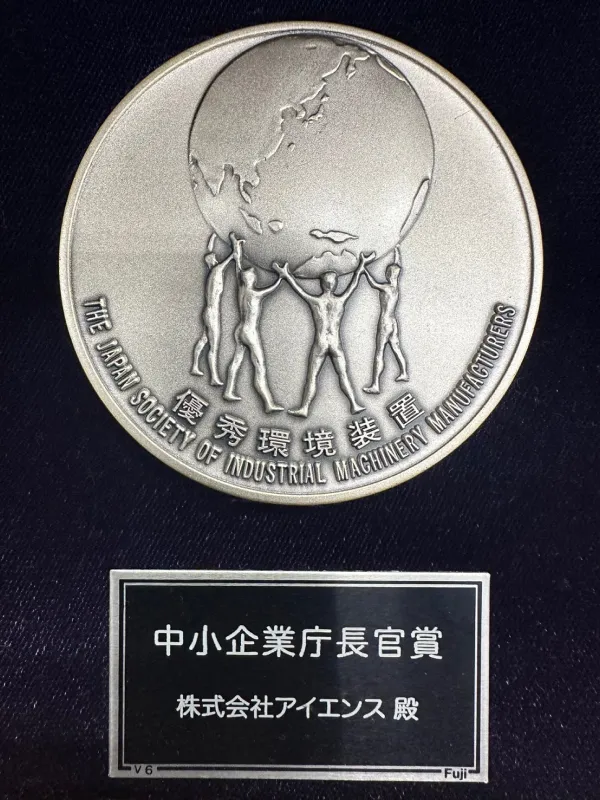 優秀環境装置
THE JAPAN SOCIETY OF INDUSTRIAL MACHINERY MANUFACTURERS
中小企業庁長官賞
株式会社アイエンス 殿
V6
Fuji